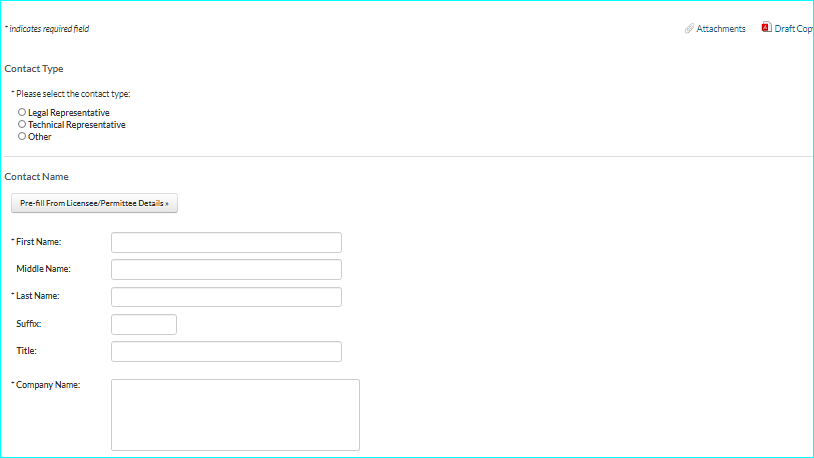 * indicates required field
Attachments
Draft Cop
Contact Type
* Please select the contact type:
Legal Representative
Technical Representative
Other
Contact Name
Pre-fill From Licensee/Permittee Details »
* First Name:
Middle Name:
* Last Name:
Suffix:
Title:
* Company Name: